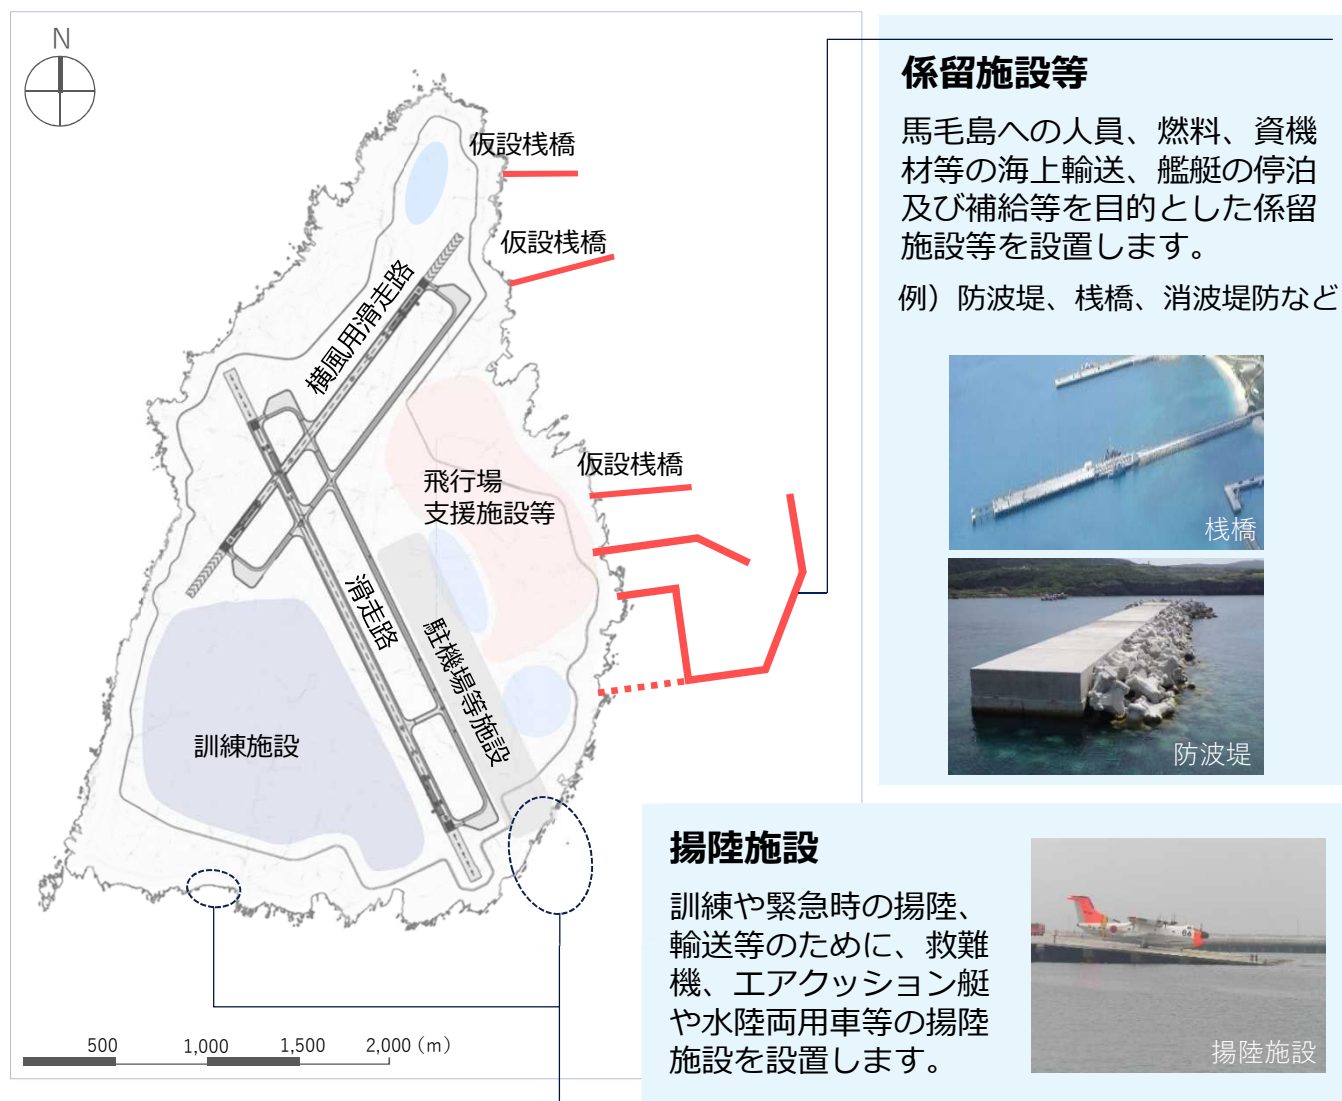 N
仮設桟橋
仮設桟橋
横風用滑走路
飛行場
支援施設等
仮設桟橋
滑走路
駐機場等施設
訓練施設
500
1,000
1,500
2,000（m）
係留施設等
馬毛島への人員、燃料、資機
材等の海上輸送、艦艇の停泊
及び補給等を目的とした係留
施設等を設置します。
例）防波堤、桟橋、消波堤防など
桟橋
防波堤
揚陸施設
訓練や緊急時の揚陸、
輸送等のために、救難
機、エアクッション艇
や水陸両用車等の揚陸
施設を設置します。
揚陸施設